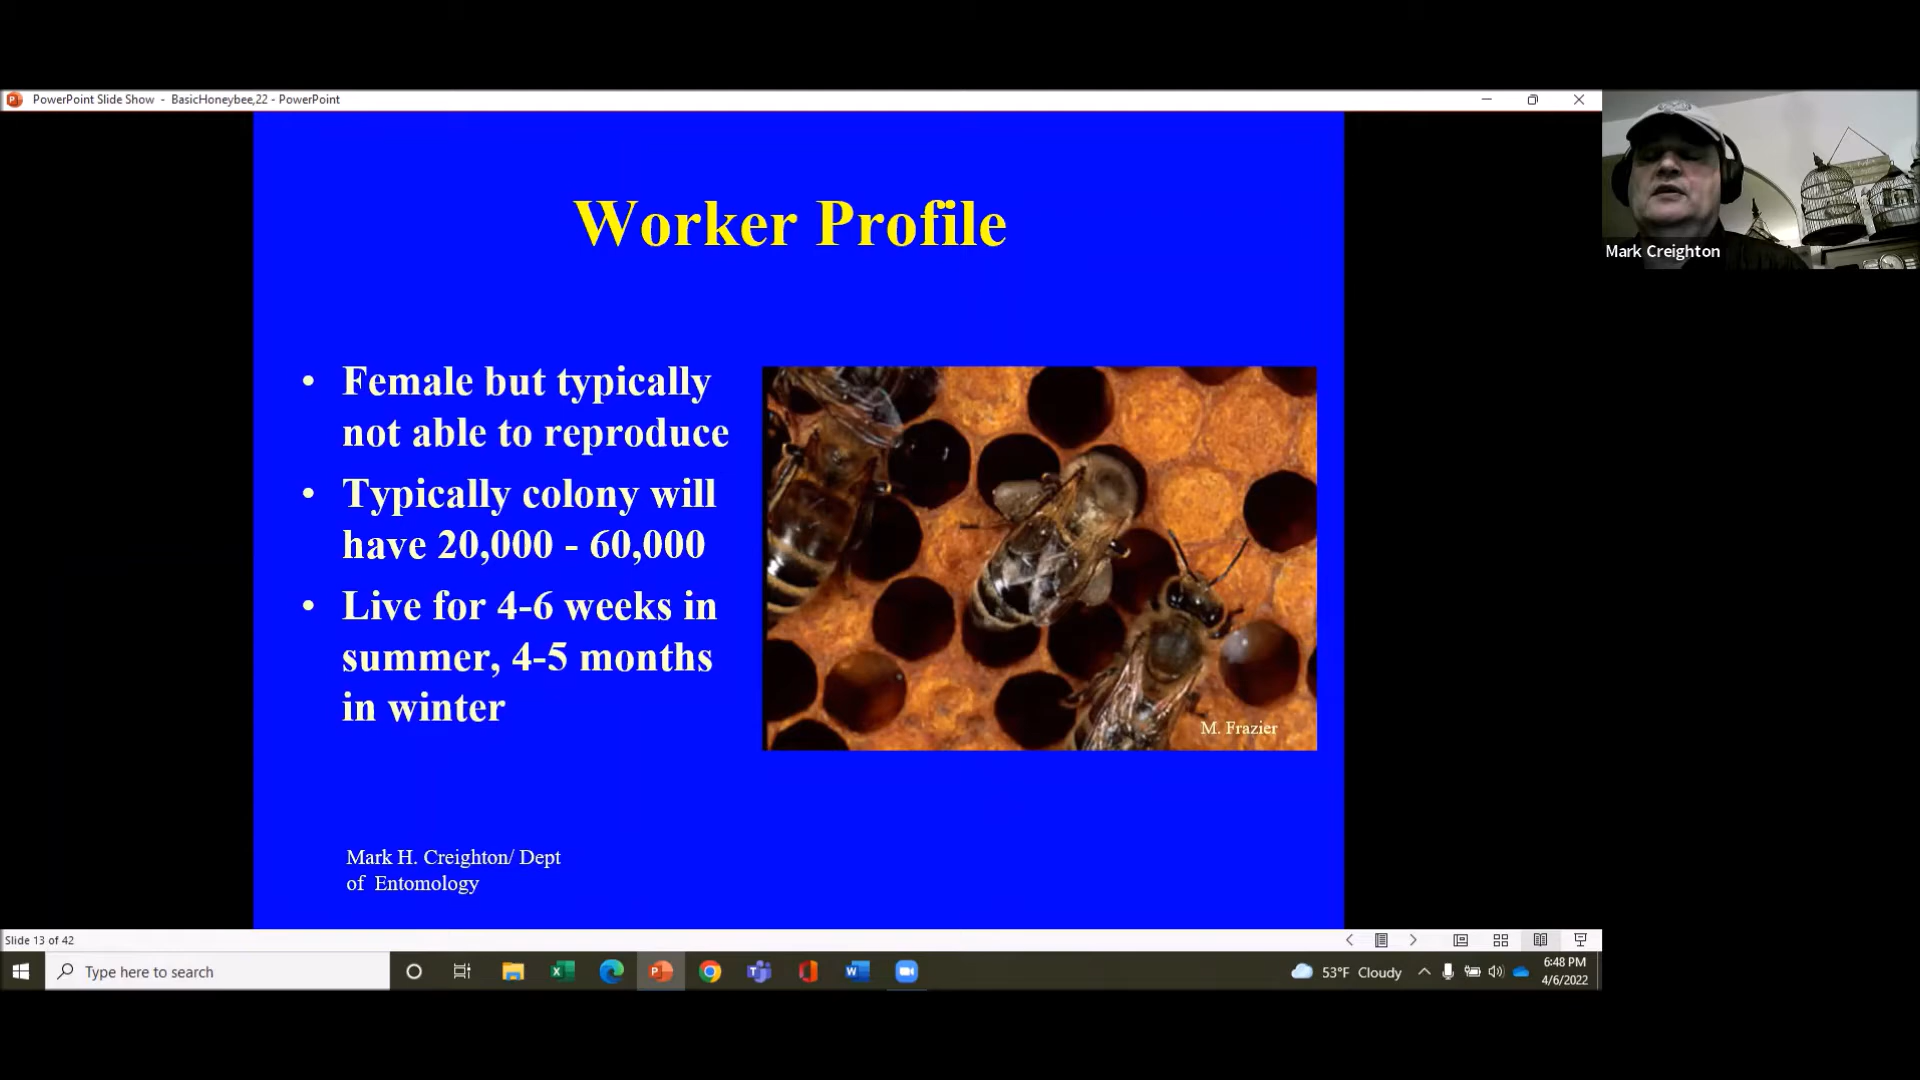 PowerPoint Slide Show - BasicHoneybee,22 - PowerPoint
Worker Profile
• Female but typically
not able to reproduce
• Typically colony will
have 20,000 - 60,000
• Live for 4-6 weeks in
summer, 4-5 months
in winter
M. Frazier
Mark H. Creighton/ Dept
of Entomology
Mark Creighton
Slide 13 of 42
Type here to search
53°F Cloudy
6:48 PM
4/6/2022